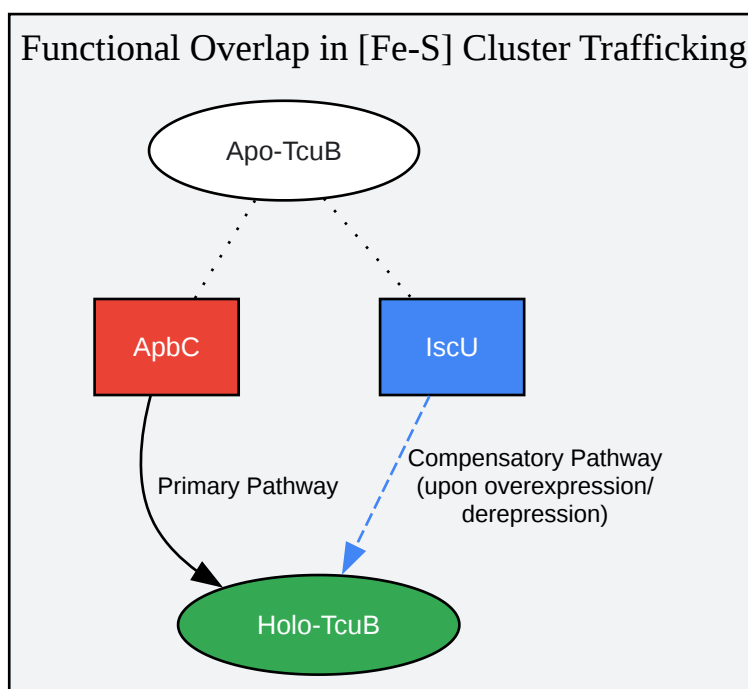 Functional Overlap in [Fe-S] Cluster Trafficking
Apo-TcuB
ApbC
IscU
Primary Pathway
Compensatory Pathway
(upon overexpression/
derepression)
Holo-TcuB